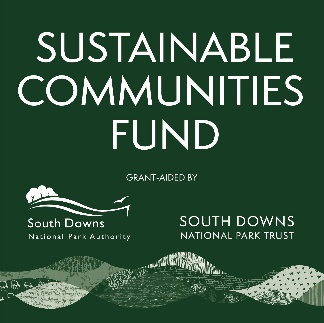 SUSTAINABLE
COMMUNITIES
FUND
GRANT-AIDED BY
South Downs
National Park Authority
SOUTH DOWNS
NATIONAL PARK TRUST